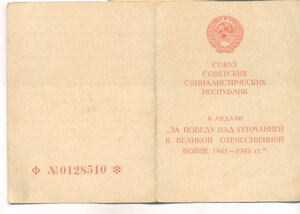 Ф №0128510
СОЮЗ
СОВЕТСКИХ
СОЦИАЛИСТИЧЕСКИХ
РЕСПУБЛИК
К МЕДАЛИ
„ЗА ПОБЕДУ НАД ГЕРМАНИЕЙ
В ВЕЛИКОЙ ОТЕЧЕСТВЕННОЙ
ВОЙНЕ 1941—1945 гг.“